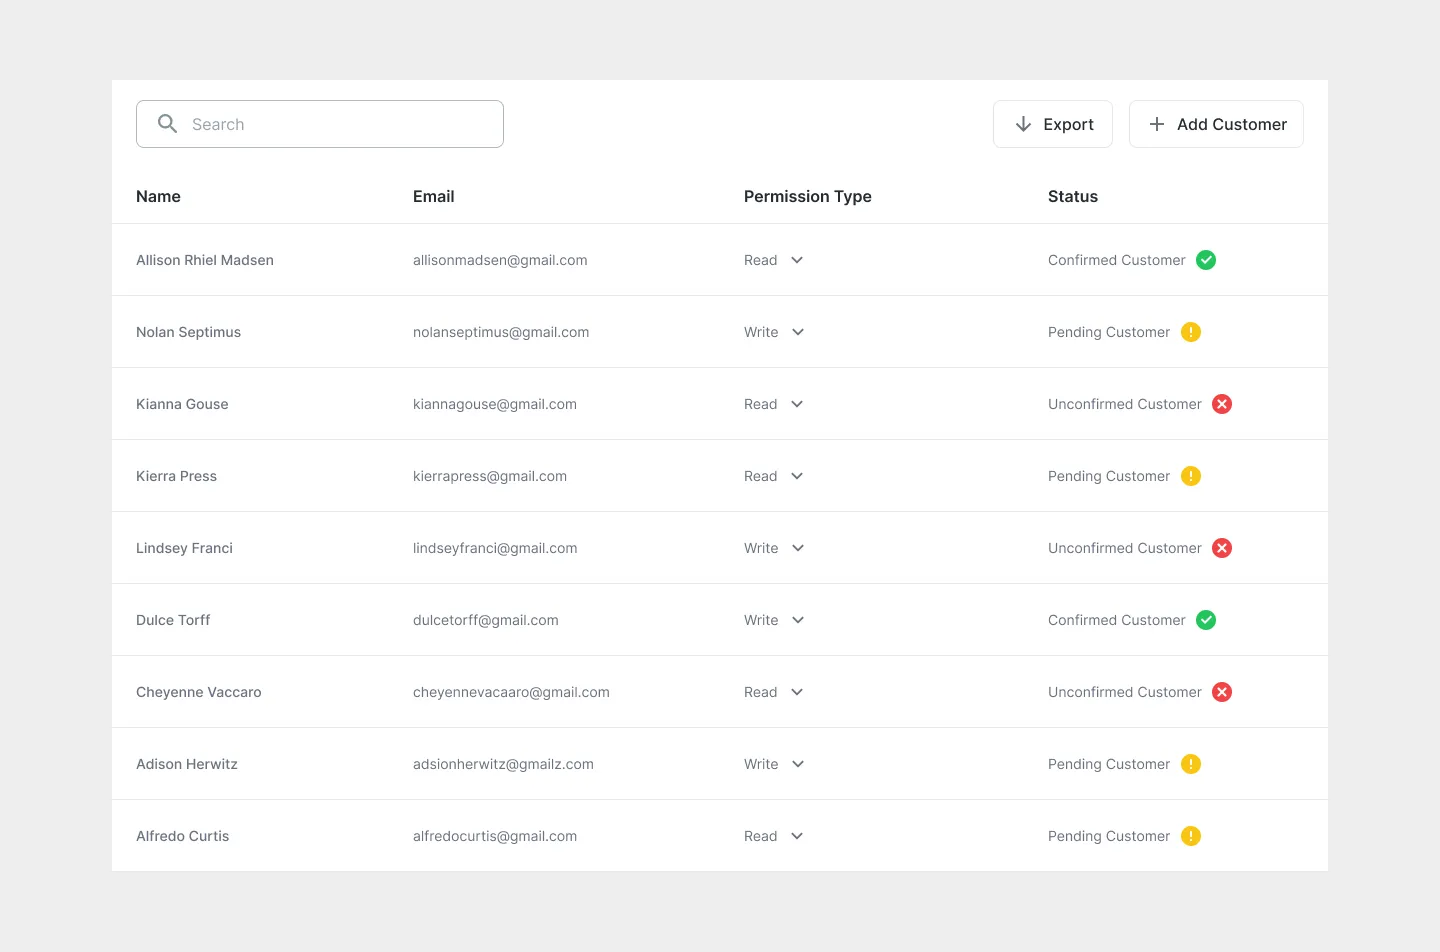 Search
Export
Add Customer
Name Email Permission Type Status
Allison Rhiel Madsen allisonmadsen@gmail.com Read Confirmed Customer
Nolan Septimus nolanseptimus@gmail.com Write Pending Customer
Kianna Gouse kiannagouse@gmail.com Read Unconfirmed Customer
Kierra Press kierrapress@gmail.com Read Pending Customer
Lindsey Franci lindseyfranci@gmail.com Write Unconfirmed Customer
Dulce Torff dulcetorff@gmail.com Write Confirmed Customer
Cheyenne Vaccaro cheyennevacaaro@gmail.com Read Unconfirmed Customer
Adison Herwitz adsionherwitz@gmailz.com Write Pending Customer
Alfredo Curtis alfredocurtis@gmail.com Read Pending Customer